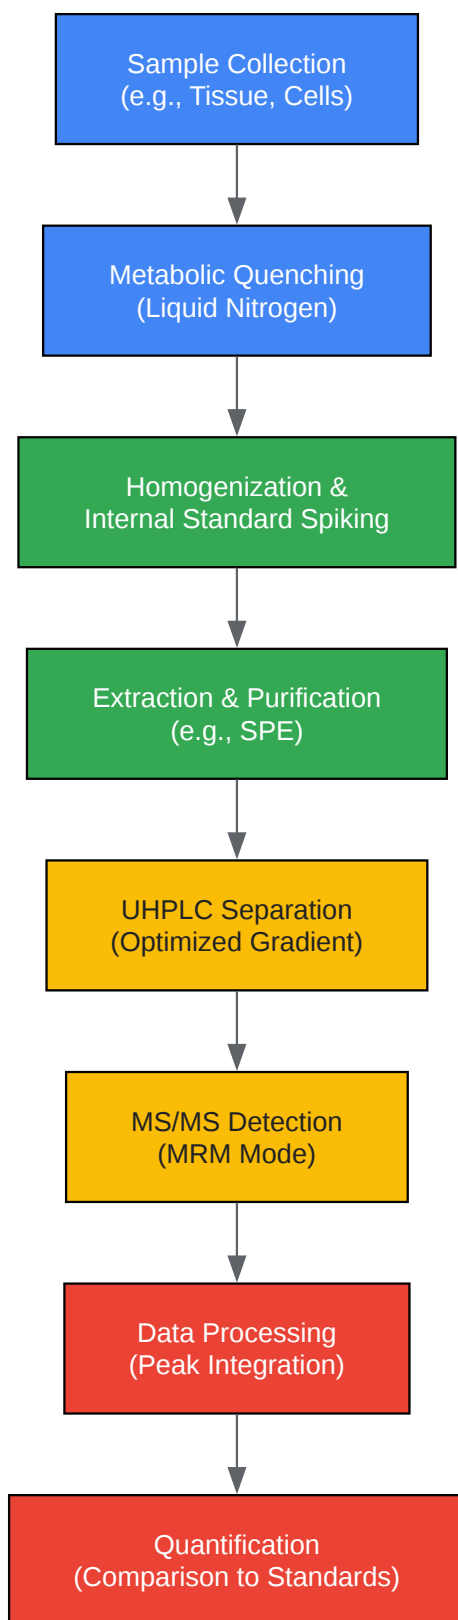 Sample Collection
(e.g., Tissue, Cells)
Metabolic Quenching
(Liquid Nitrogen)
Homogenization &
Internal Standard Spiking
Extraction & Purification
(e.g., SPE)
UHPLC Separation
(Optimized Gradient)
MS/MS Detection
(MRM Mode)
Data Processing
(Peak Integration)
Quantification
(Comparison to Standards)